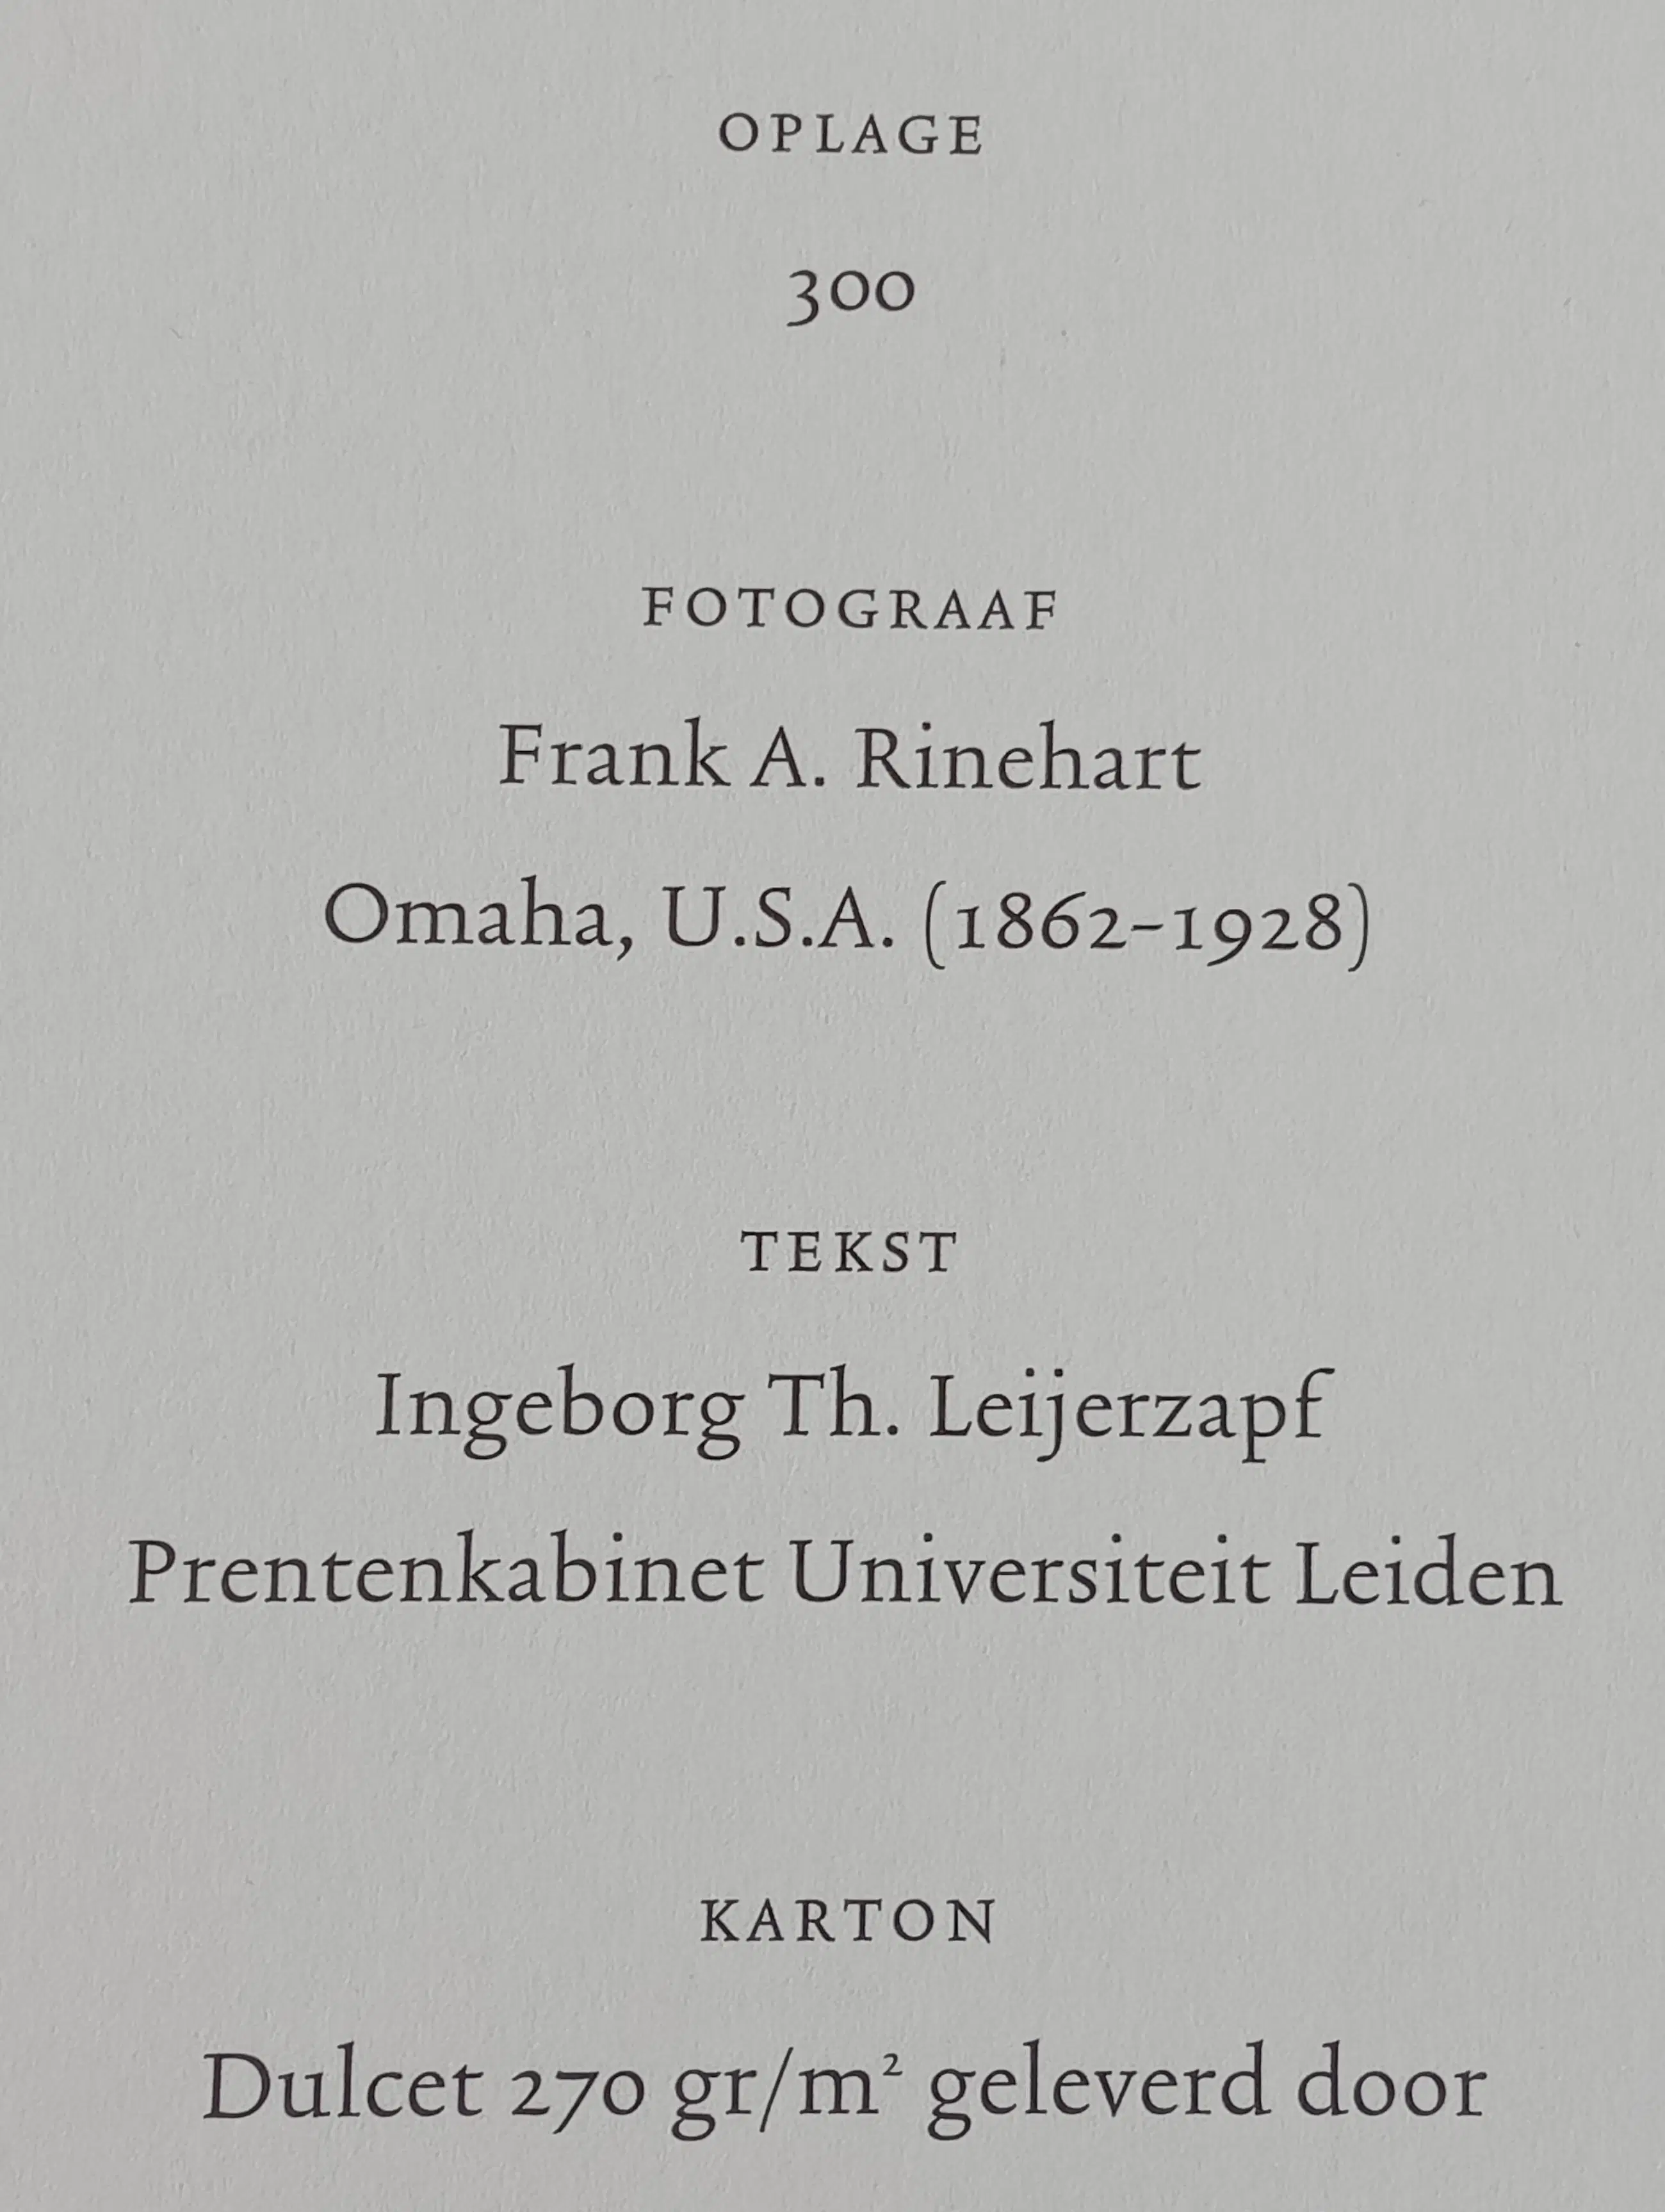 OPLAGE
300
FOTOGRAAF
Frank A. Rinehart
Omaha, U.S.A. (1862–1928)
TEKST
Ingeborg Th. Leijerzapf
Prentenkabinet Universiteit Leiden
KARTON
Dulcet 270 gr/m² geleverd door